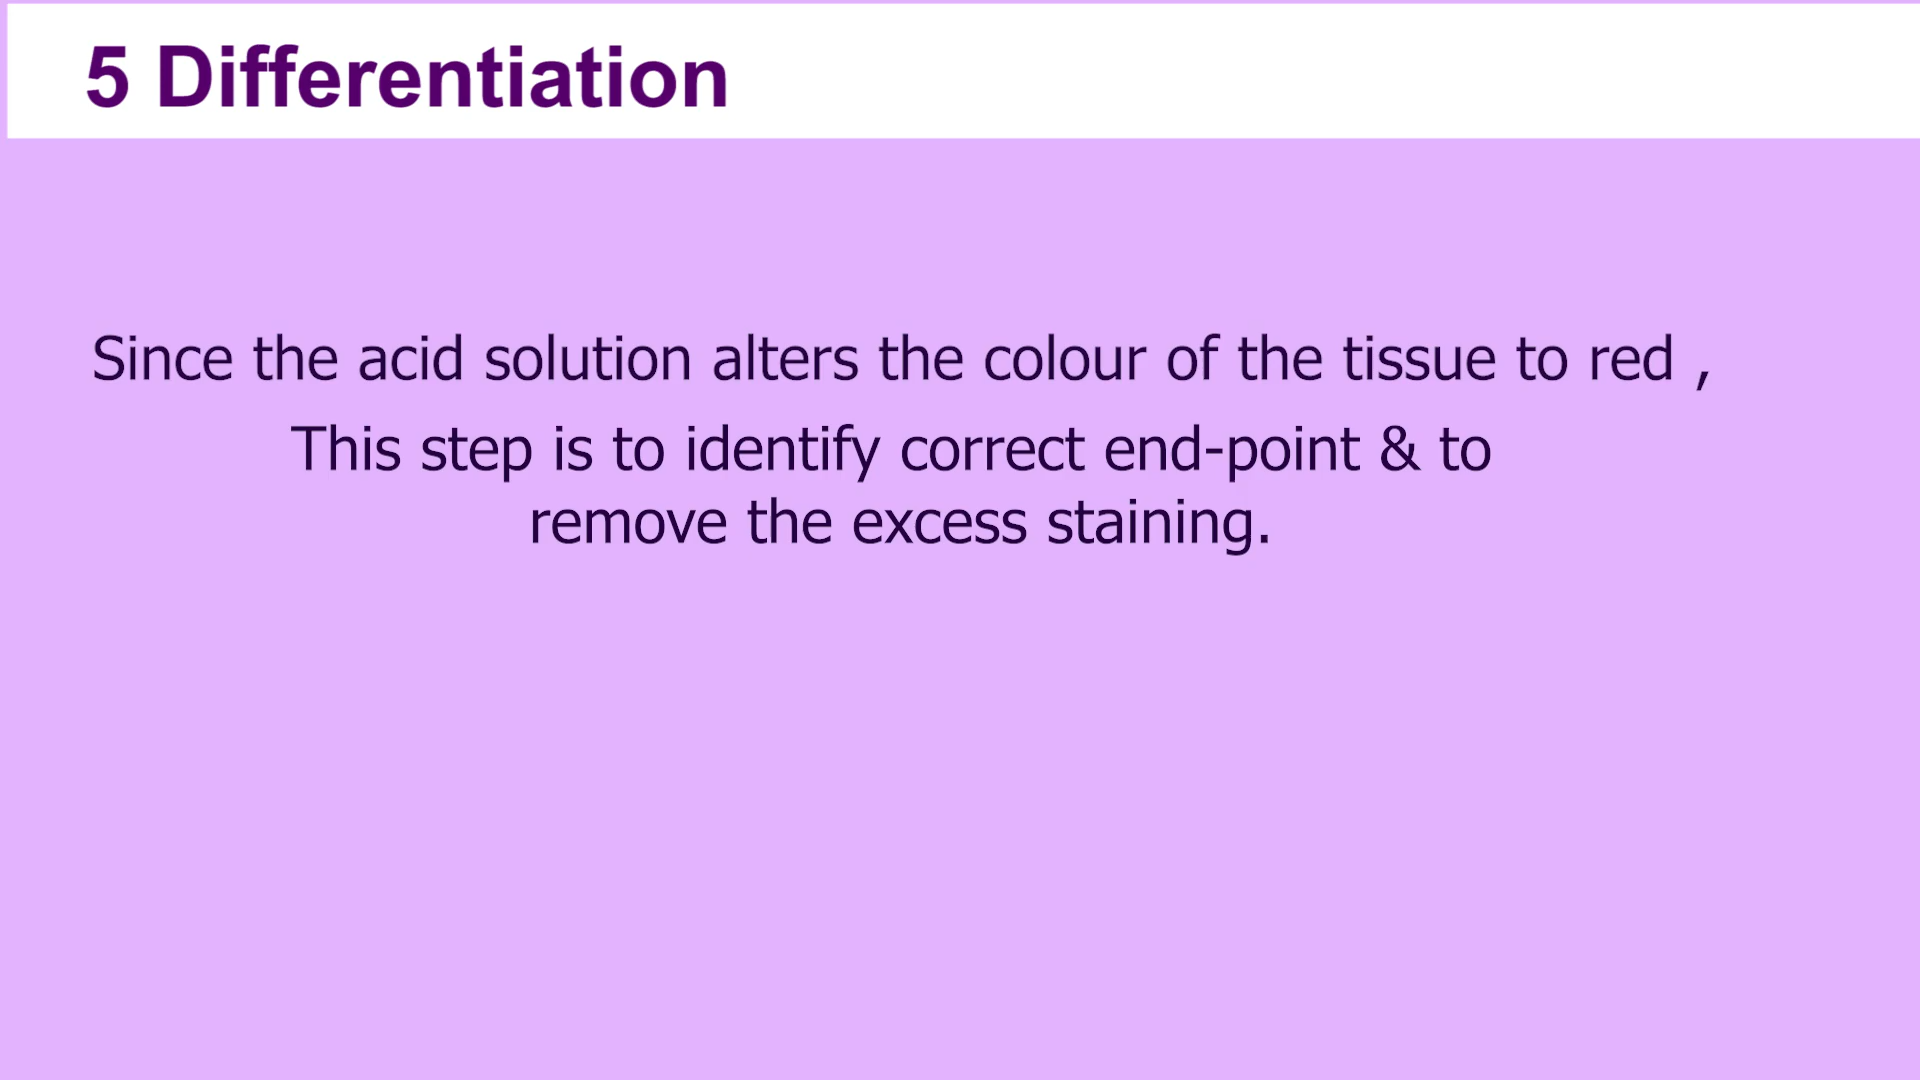 5 Differentiation
Since the acid solution alters the colour of the tissue to red ,
This step is to identify correct end-point & to
remove the excess staining.